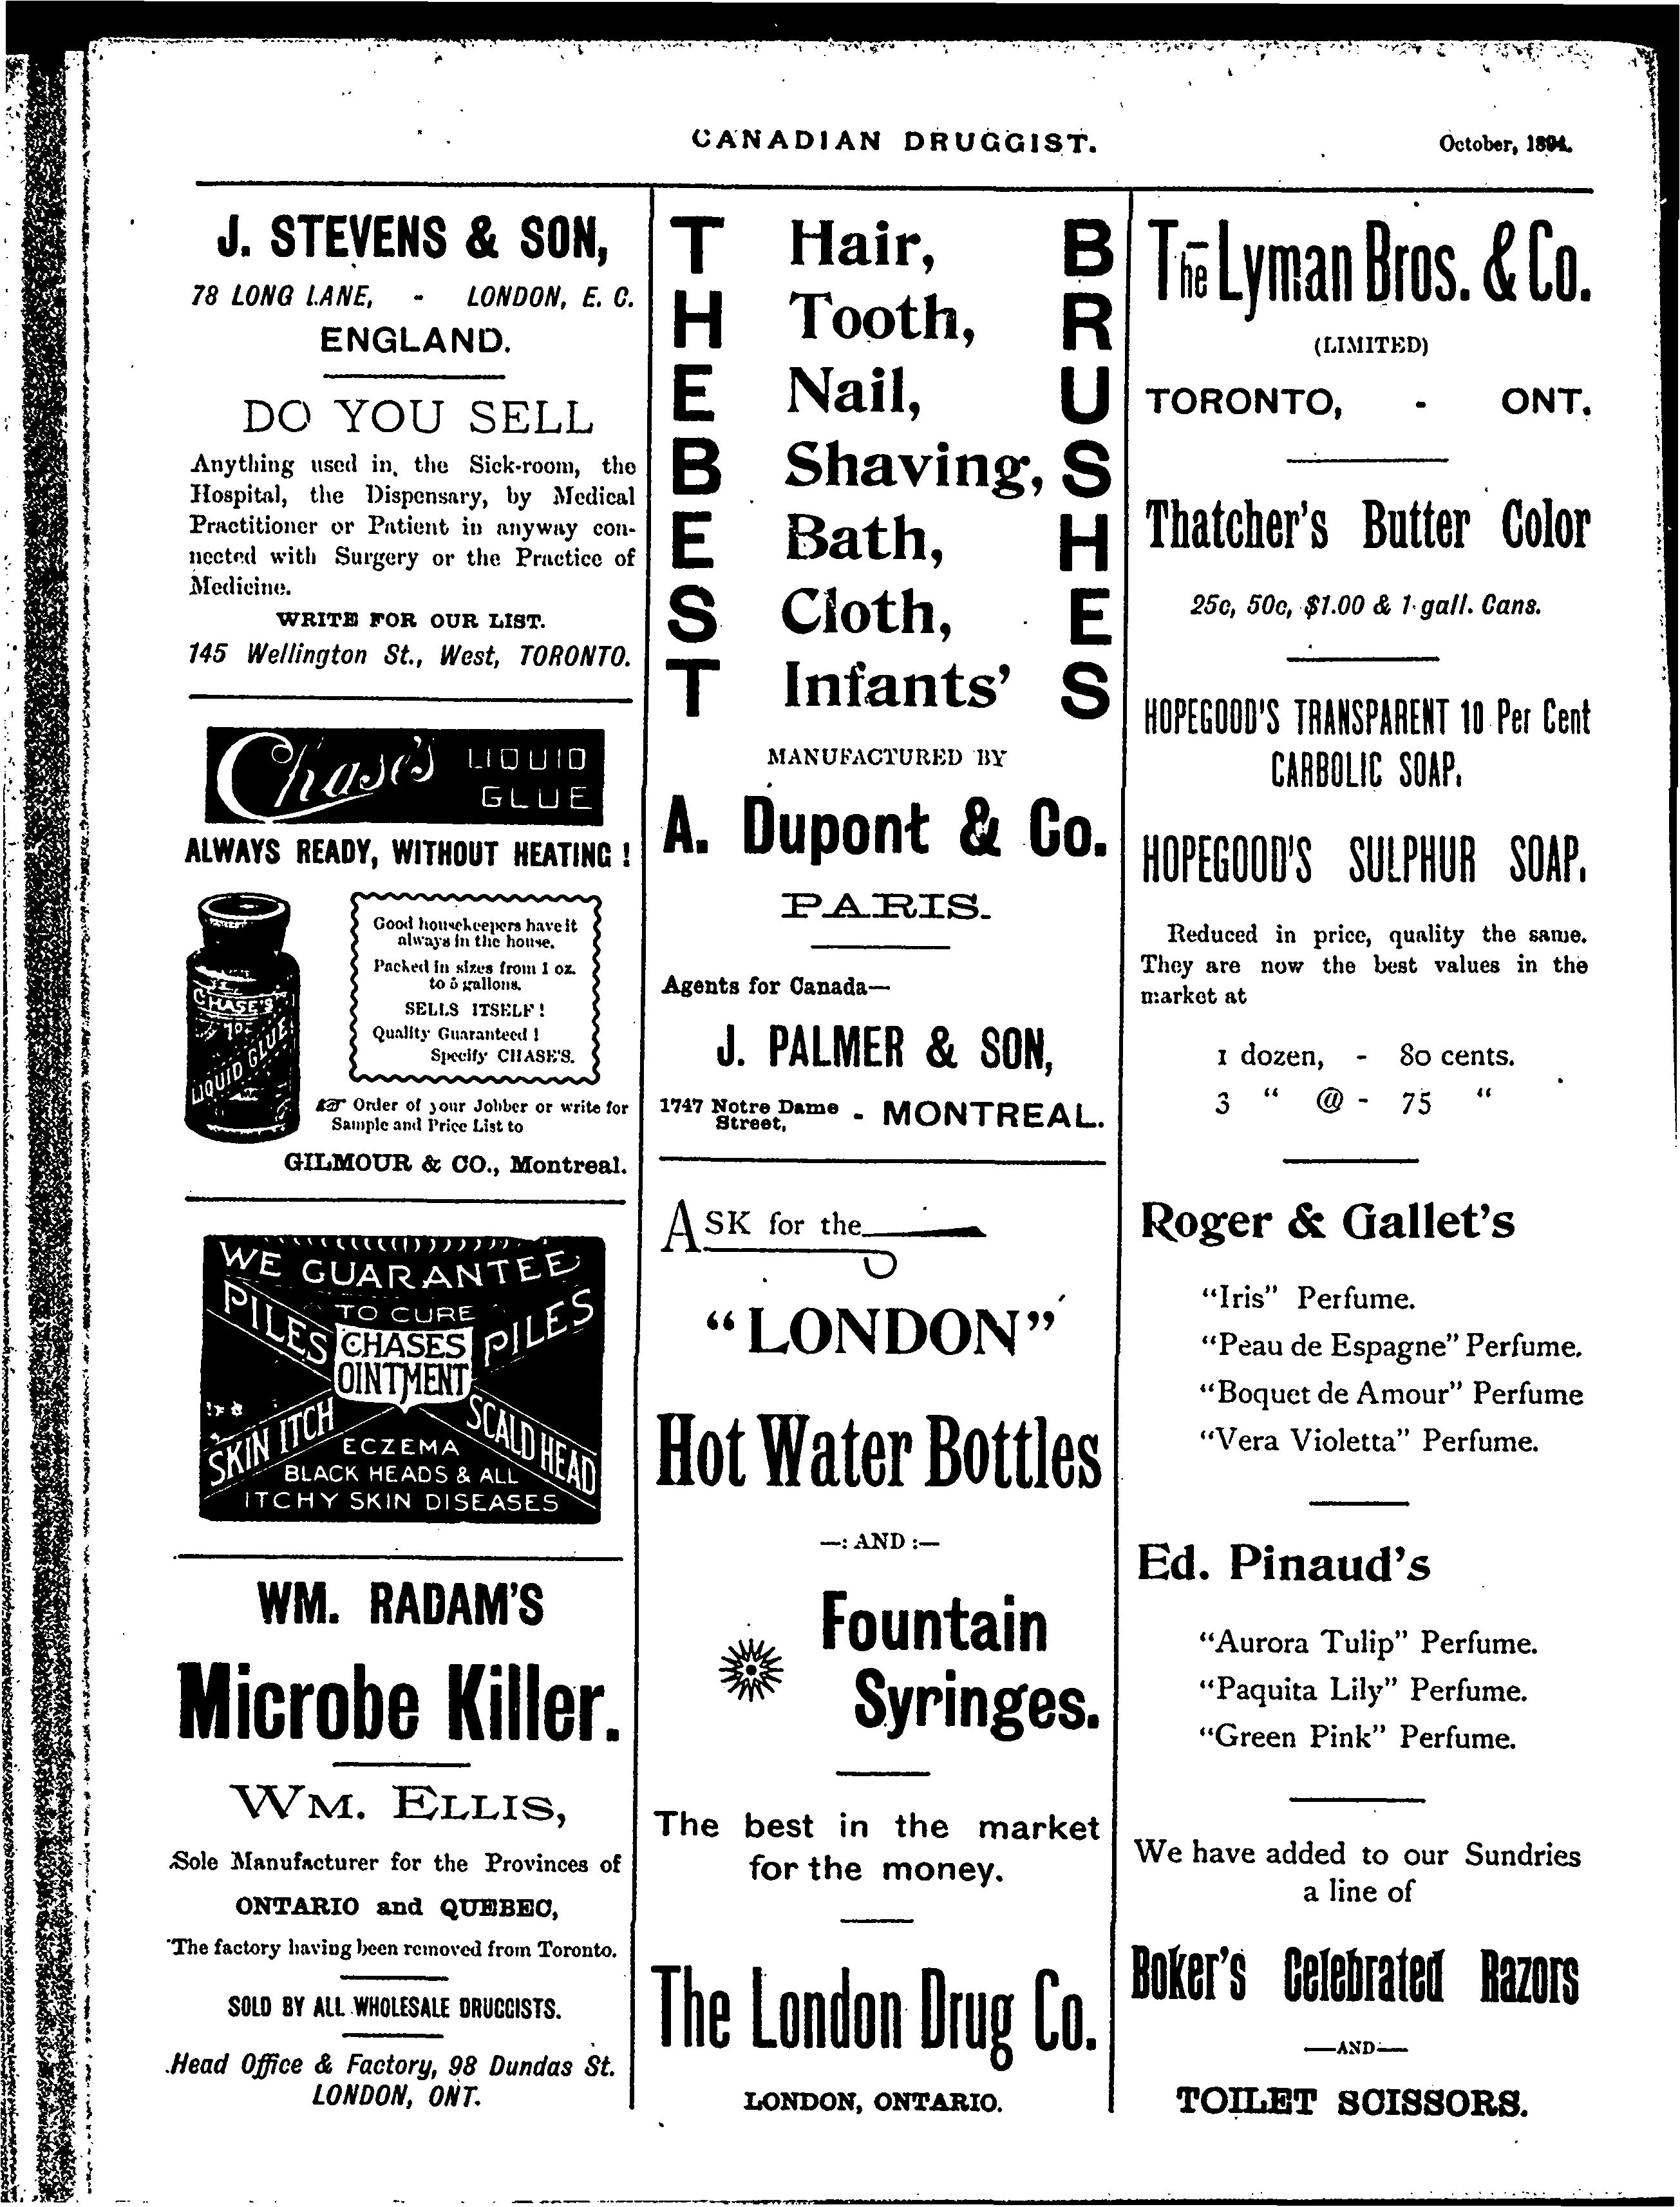 CANADIAN DRUGGIST.
October, 1894.
J. STEVENS & SON,
78 LONG LANE, - LONDON, E. C.
ENGLAND.
DO YOU SELL
Anything used in, the Sick-room, the
Hospital, the Dispensary, by Medical
Practitioner or Patient in anyway con-
nected with Surgery or the Practice of
Medicine.
WRITE FOR OUR LIST.
145 Wellington St., West, TORONTO.
Chase's LIQUID
GLUE
ALWAYS READY, WITHOUT HEATING !
CHASE'S
LIQUID GLUE
Good housekeepers have it
always in the house.
Packed in sizes from 1 oz.
to 5 gallons.
SELLS ITSELF !
Quality Guaranteed !
Specify CHASE'S.
☞ Order of your Jobber or write for
Sample and Price List to
GILMOUR & CO., Montreal.
WE GUARANTEE
TO CURE
PILES PILES
CHASES
OINTMENT
SKIN ITCH SCALD HEAD
ECZEMA
BLACK HEADS & ALL
ITCHY SKIN DISEASES
WM. RADAM'S
Microbe Killer.
WM. ELLIS,
Sole Manufacturer for the Provinces of
ONTARIO and QUEBEC,
The factory having been removed from Toronto.
SOLD BY ALL WHOLESALE DRUGGISTS.
Head Office & Factory, 98 Dundas St.
LONDON, ONT.
T Hair, B
H Tooth, R
E Nail, U
B Shaving, S
E Bath, H
S Cloth, E
T Infants' S
MANUFACTURED BY
A. Dupont & Co.
PARIS.
Agents for Canada—
J. PALMER & SON,
1747 Notre Dame Street, - MONTREAL.
ASK for the
"LONDON"
Hot Water Bottles
—: AND :—
Fountain
Syringes.
The best in the market
for the money.
The London Drug Co.
LONDON, ONTARIO.
The Lyman Bros. & Co.
(LIMITED)
TORONTO, - ONT.
Thatcher's Butter Color
25c, 50c, $1.00 & 1 gall. Cans.
HOPEGOOD'S TRANSPARENT 10 Per Cent
CARBOLIC SOAP.
HOPEGOOD'S SULPHUR SOAP.
Reduced in price, quality the same.
They are now the best values in the
market at
1 dozen, - 80 cents.
3 " @ - 75 "
Roger & Gallet's
"Iris" Perfume.
"Peau de Espagne" Perfume.
"Boquet de Amour" Perfume
"Vera Violetta" Perfume.
Ed. Pinaud's
"Aurora Tulip" Perfume.
"Paquita Lily" Perfume.
"Green Pink" Perfume.
We have added to our Sundries
a line of
Boker's Celebrated Razors
—AND—
TOILET SCISSORS.